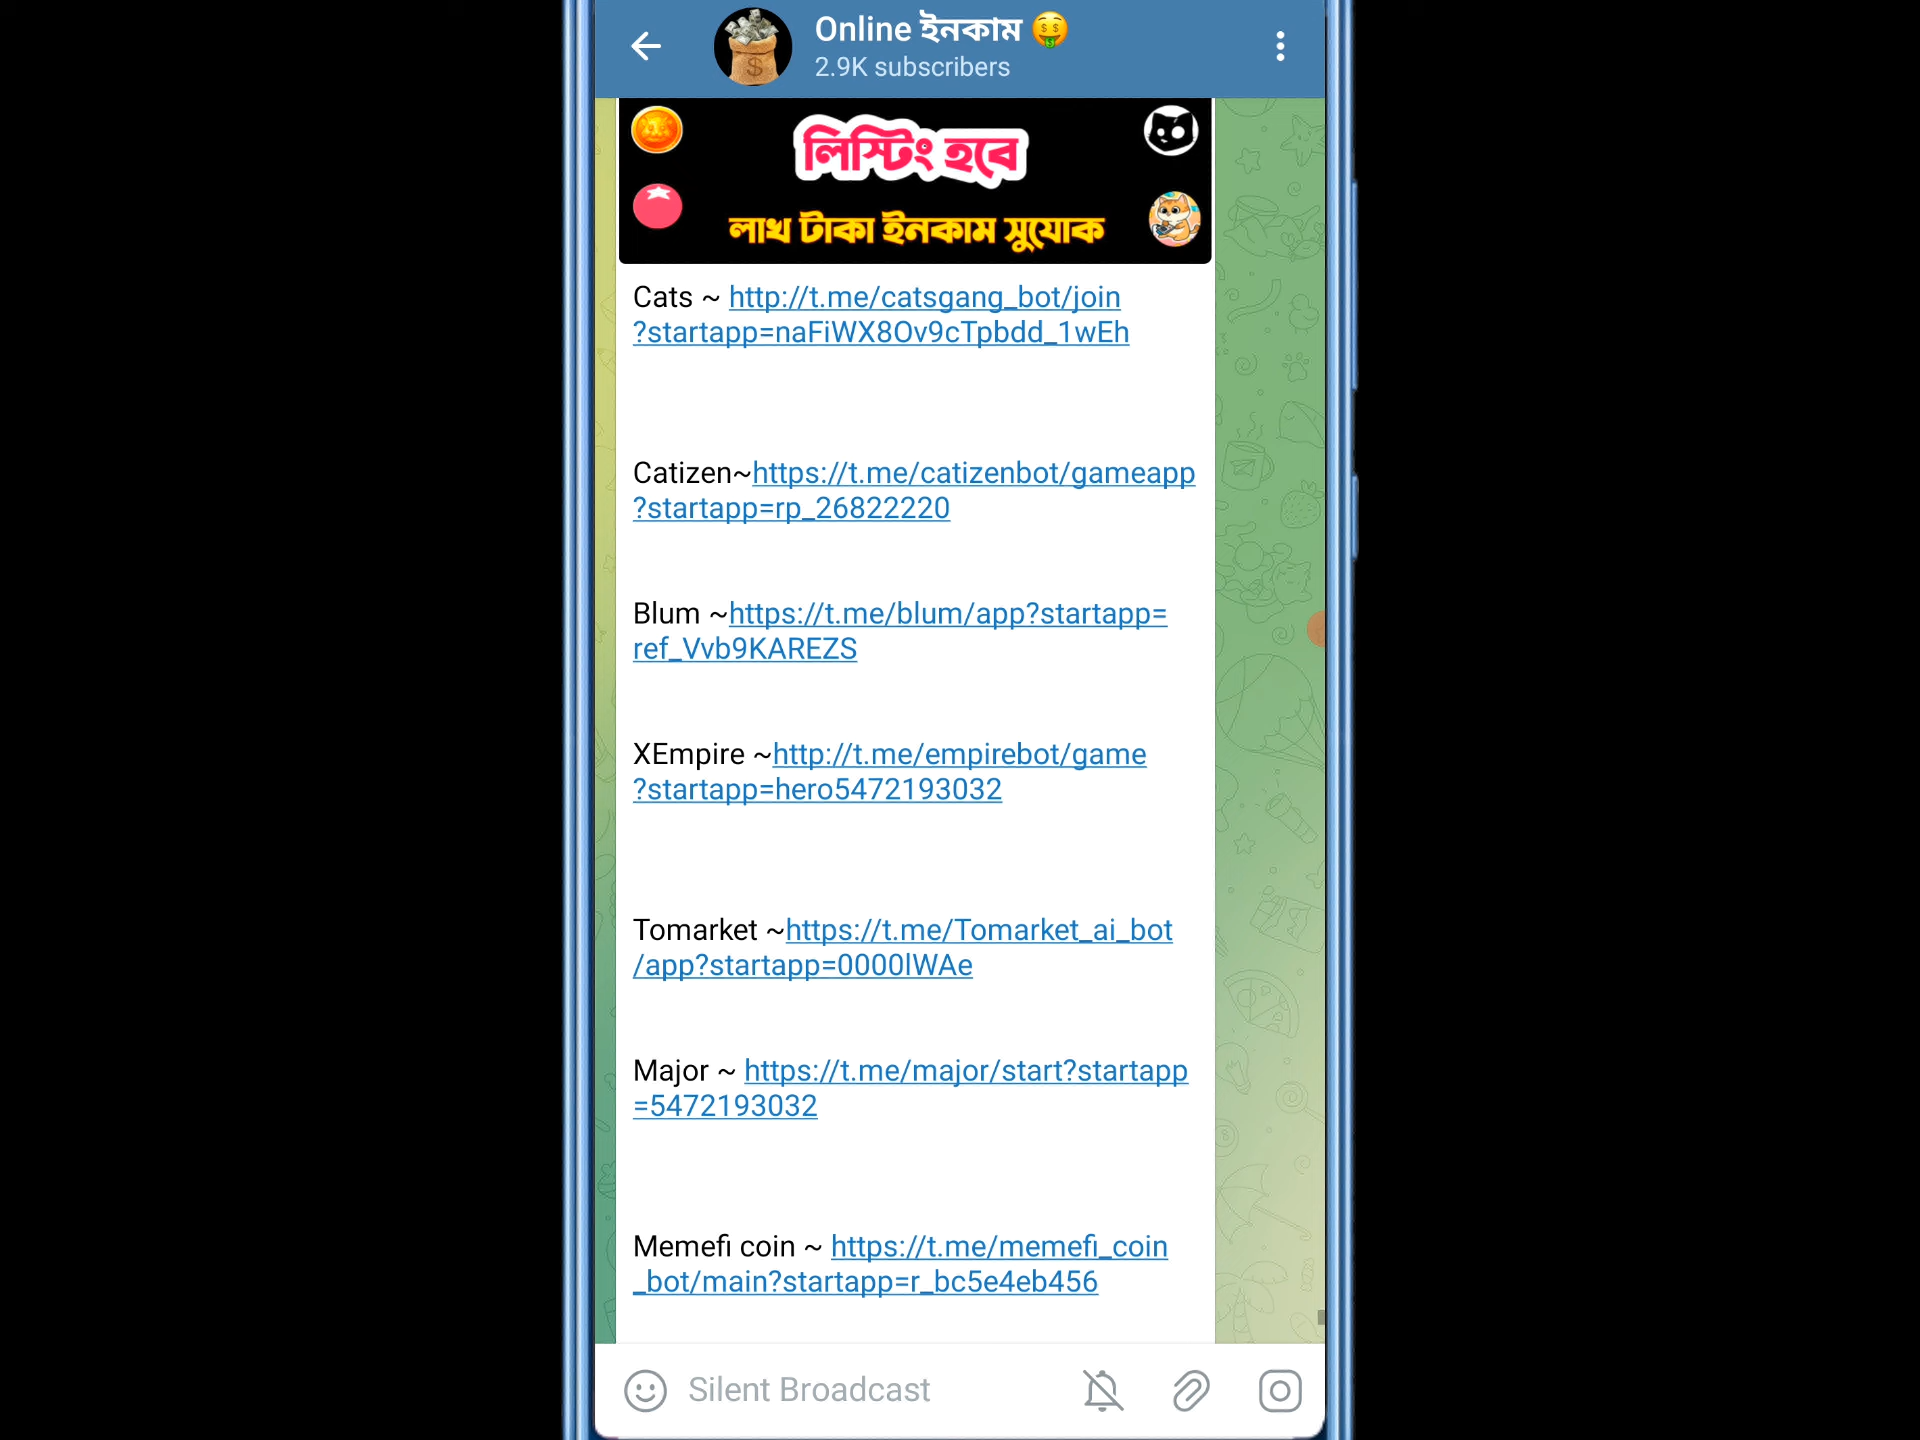 Online ইনকাম 🤑
2.9K subscribers
লিস্টিং হবে
লাখ টাকা ইনকাম সুযোক
Cats ~ http://t.me/catsgang_bot/join
?startapp=naFiWX8Ov9cTpbdd_1wEh
Catizen~https://t.me/catizenbot/gameapp
?startapp=rp_26822220
Blum ~https://t.me/blum/app?startapp=
ref_Vvb9KAREZS
XEmpire ~http://t.me/empirebot/game
?startapp=hero5472193032
Tomarket ~https://t.me/Tomarket_ai_bot
/app?startapp=0000lWAe
Major ~ https://t.me/major/start?startapp
=5472193032
Memefi coin ~ https://t.me/memefi_coin
_bot/main?startapp=r_bc5e4eb456
Silent Broadcast